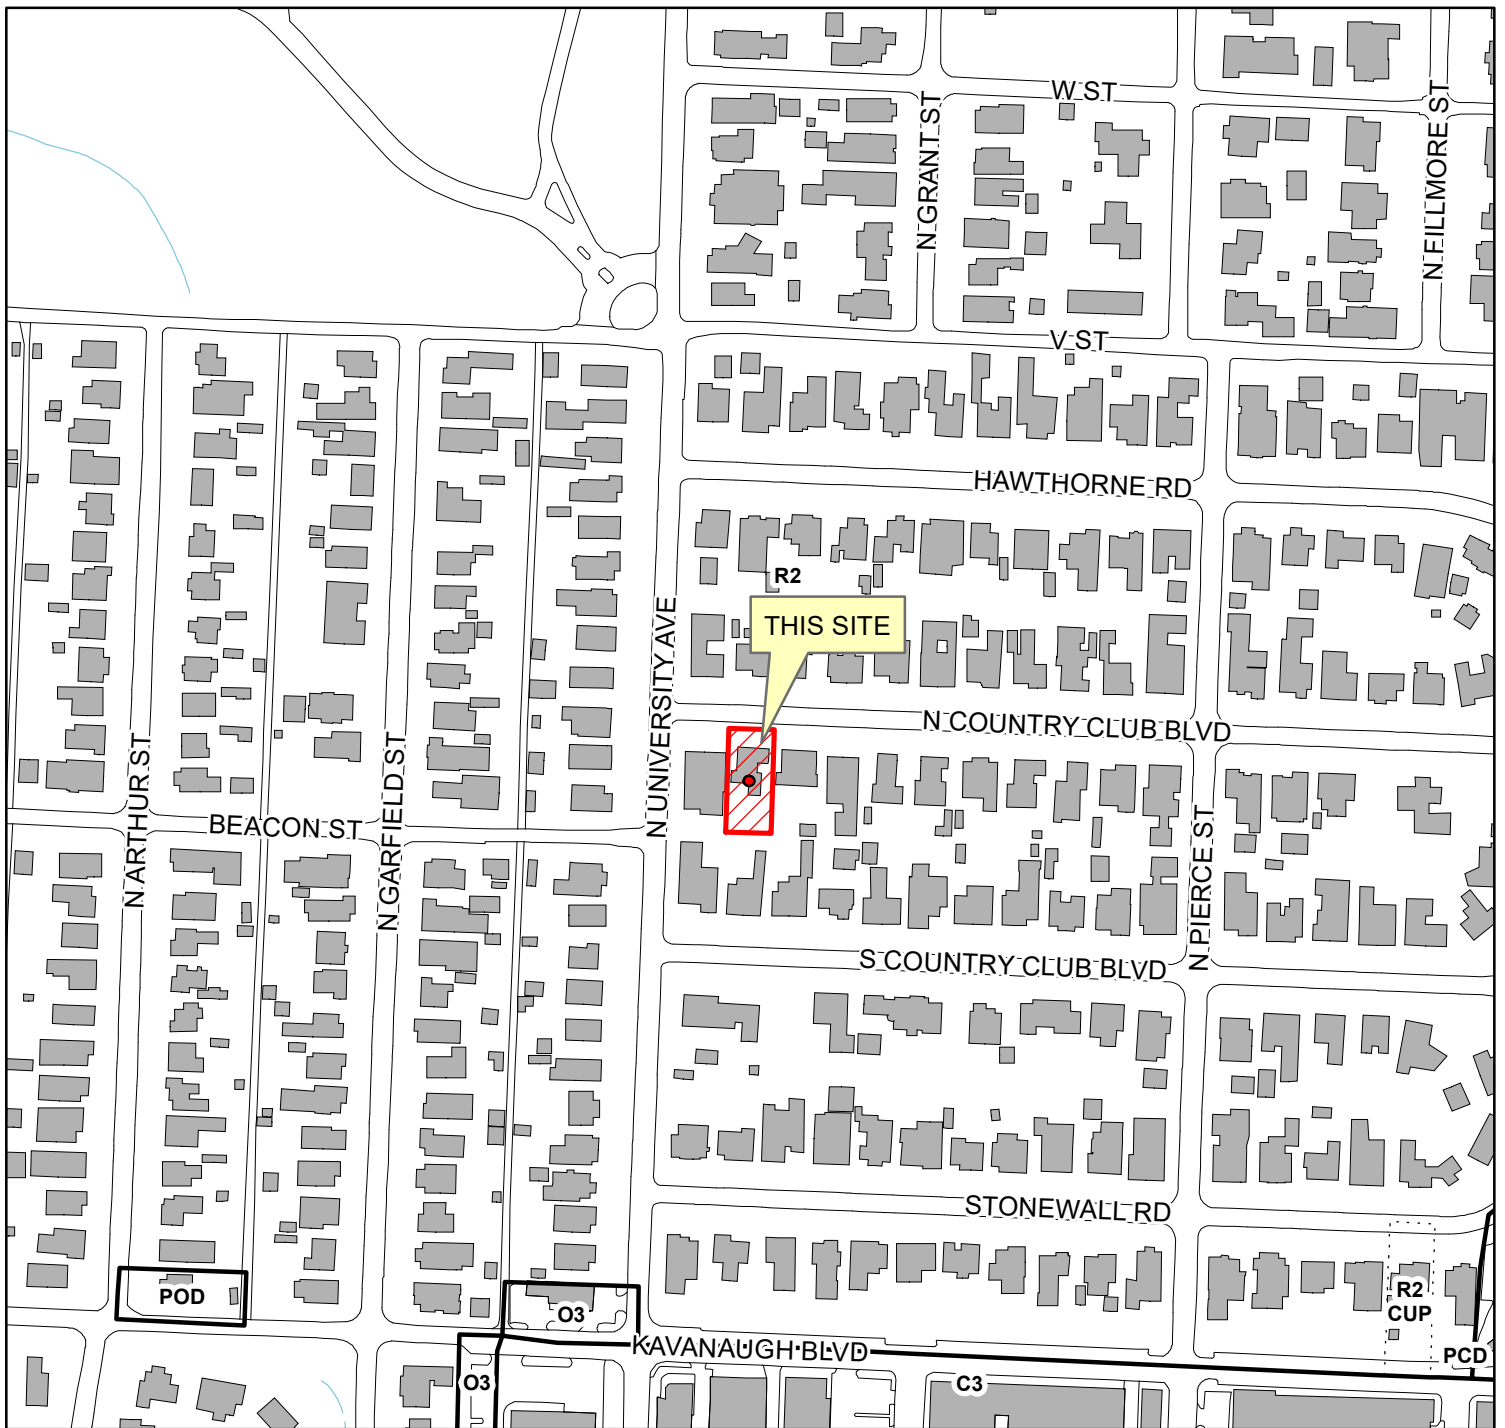 W ST
N GRANT ST
N FILLMORE ST
V ST
HAWTHORNE RD
R2
THIS SITE
N UNIVERSITY AVE
N COUNTRY CLUB BLVD
N ARTHUR ST
N GARFIELD ST
BEACON ST
N PIERCE ST
S COUNTRY CLUB BLVD
STONEWALL RD
POD
O3
R2
CUP
KAVANAUGH BLVD
PCD
O3
C3